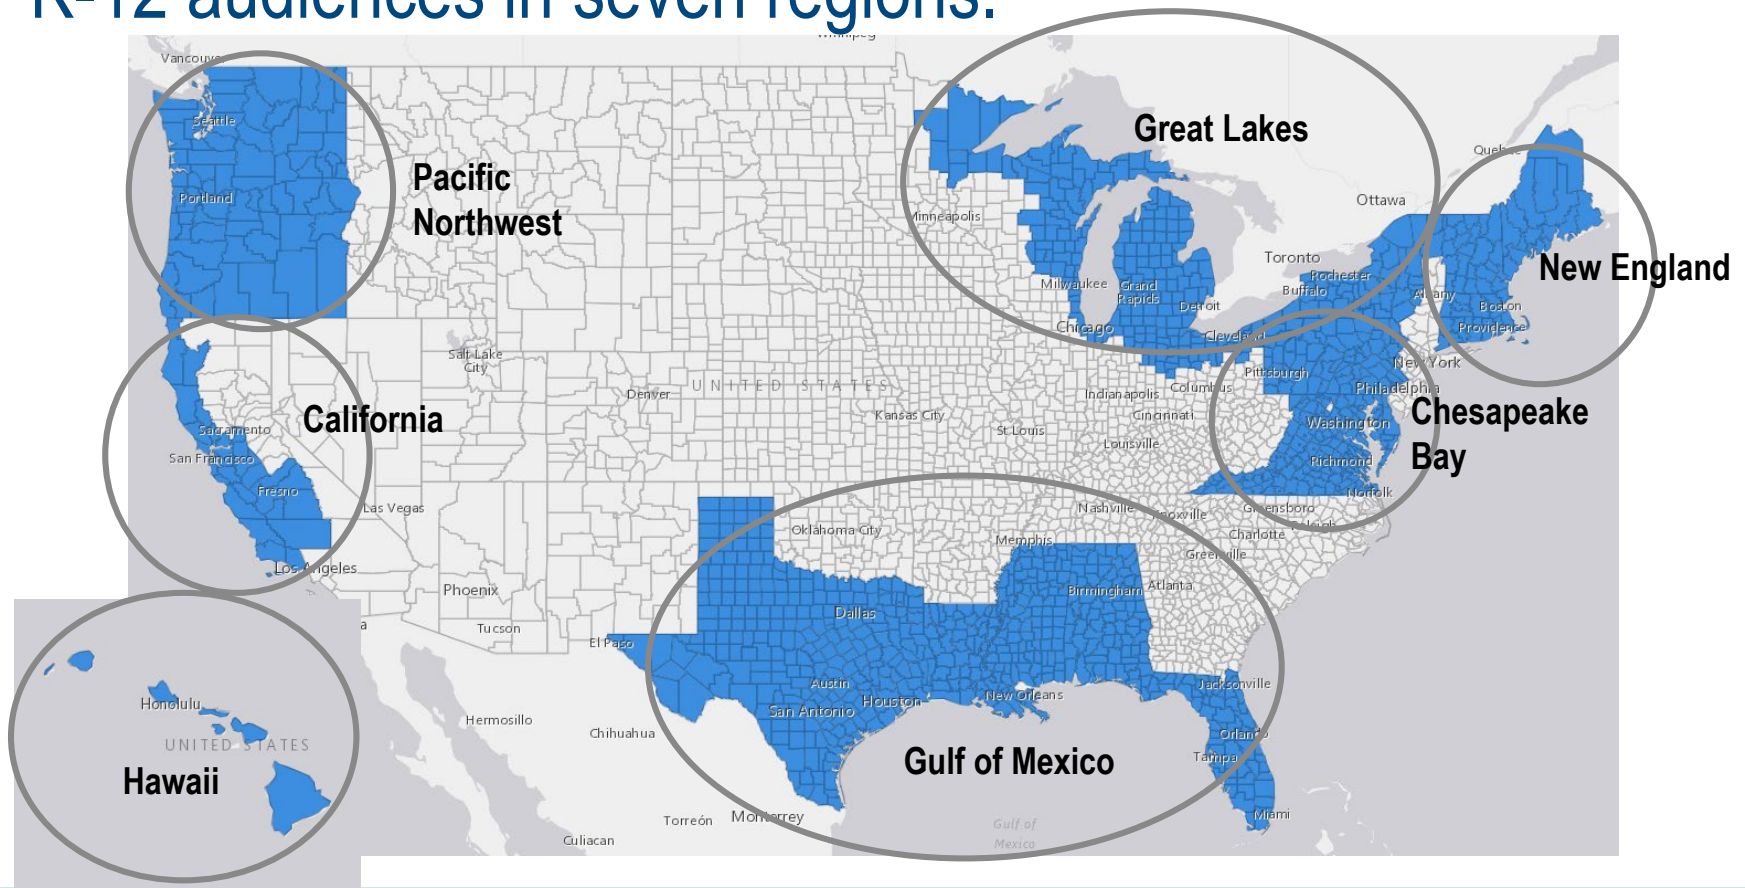 K-12 audiences in seven regions:
Winnipeg
Vancouver
Seattle
Portland
Pacific
Northwest
Great Lakes
Minneapolis
Milwaukee
Grand
Rapids
Detroit
Chicago
Cleveland
Ottawa
Toronto
Rochester
Buffalo
Albany
Boston
Providence
New England
New York
Pittsburgh
Philadelphia
Washington
Richmond
Norfolk
Chesapeake
Bay
Salt Lake
City
Denver
UNITED STATES
Kansas City
St Louis
Indianapolis
Columbus
Cincinnati
Louisville
California
Sacramento
San Francisco
Fresno
Las Vegas
Los Angeles
Phoenix
Tucson
El Paso
Oklahoma City
Memphis
Nashville
Knoxville
Greensboro
Raleigh
Charlotte
Greenville
Birmingham
Atlanta
Dallas
Austin
San Antonio
Houston
New Orleans
Jacksonville
Orlando
Tampa
Miami
Gulf of Mexico
Gulf of
Mexico
Hermosillo
Chihuahua
Torreón
Monterrey
Culiacan
Honolulu
UNITED STATES
Hawaii